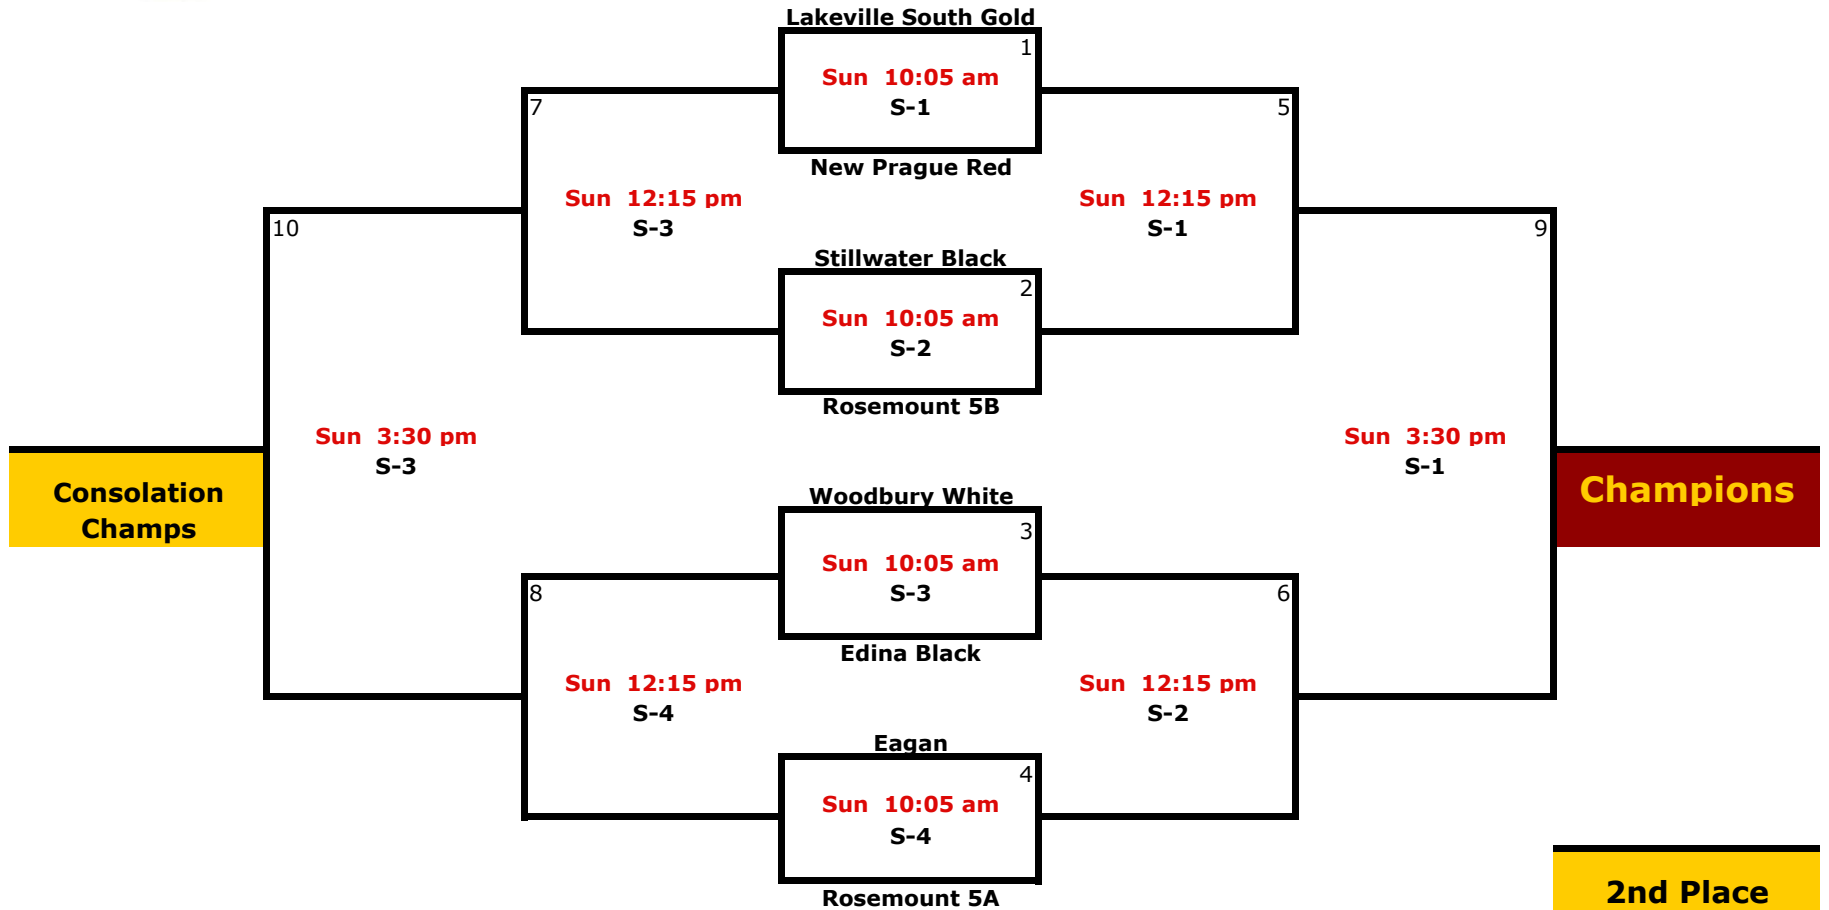 Lakeville South Gold
1
Sun 10:05 am
S-1
7
5
New Prague Red
Sun 12:15 pm
S-3
Sun 12:15 pm
S-1
10
9
Stillwater Black
2
Sun 10:05 am
S-2
Rosemount 5B
Sun 3:30 pm
S-3
Sun 3:30 pm
S-1
Consolation
Champs
Champions
Woodbury White
3
Sun 10:05 am
S-3
8
6
Edina Black
Sun 12:15 pm
S-4
Sun 12:15 pm
S-2
Eagan
4
Sun 10:05 am
S-4
Rosemount 5A
2nd Place